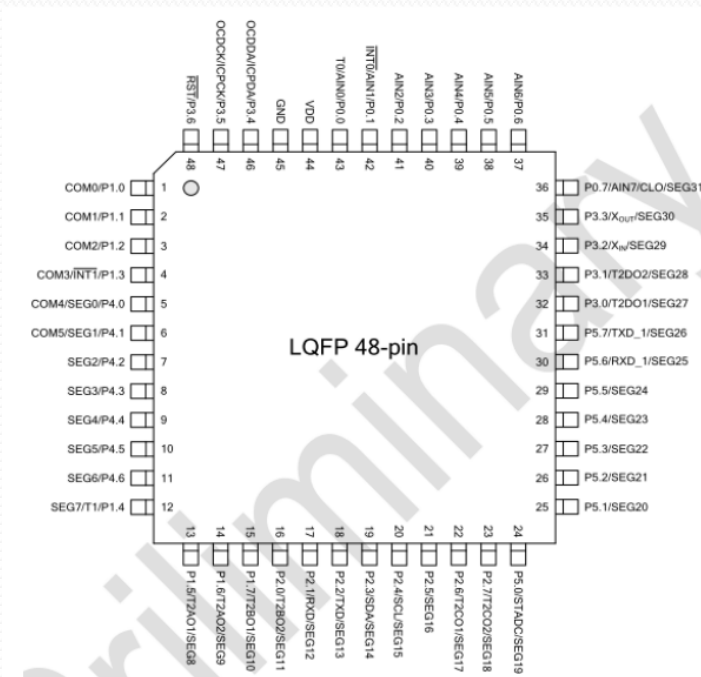 OCDCK/ICPCK/P3.5
OCDDA/ICPDA/P3.4
RST/P3.6
GND
VDD
T0/AIN0/P0.0
INT0/AIN1/P0.1
AIN2/P0.2
AIN3/P0.3
AIN4/P0.4
AIN5/P0.5
AIN6/P0.6
48 47 46 45 44 43 42 41 40 39 38 37
COM0/P1.0 1
COM1/P1.1 2
COM2/P1.2 3
COM3/INT1/P1.3 4
COM4/SEG0/P4.0 5
COM5/SEG1/P4.1 6
SEG2/P4.2 7
SEG3/P4.3 8
SEG4/P4.4 9
SEG5/P4.5 10
SEG6/P4.6 11
SEG7/T1/P1.4 12
LQFP 48-pin
36 P0.7/AIN7/CLO/SEG31
35 P3.3/XOUT/SEG30
34 P3.2/XIN/SEG29
33 P3.1/T2DO2/SEG28
32 P3.0/T2DO1/SEG27
31 P5.7/TXD_1/SEG26
30 P5.6/RXD_1/SEG25
29 P5.5/SEG24
28 P5.4/SEG23
27 P5.3/SEG22
26 P5.2/SEG21
25 P5.1/SEG20
13 14 15 16 17 18 19 20 21 22 23 24
P1.5/T2AO1/SEG8
P1.6/T2AO2/SEG9
P1.7/T2BO1/SEG10
P2.0/T2BO2/SEG11
P2.1/RXD/SEG12
P2.2/TXD/SEG13
P2.3/SDA/SEG14
P2.4/SCL/SEG15
P2.5/SEG16
P2.6/T2CO1/SEG17
P2.7/T2CO2/SEG18
P5.0/STADC/SEG19
Priliminary